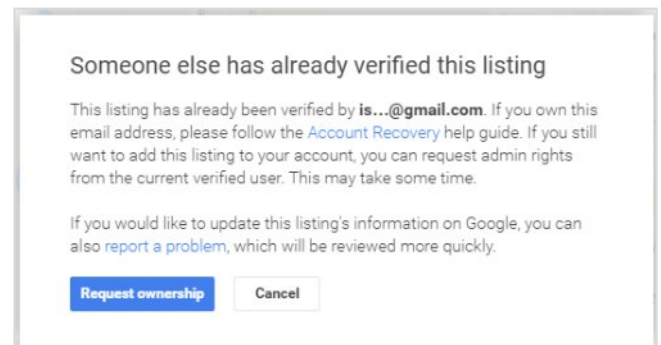 Someone else has already verified this listing
This listing has already been verified by is...@gmail.com. If you own this
email address, please follow the Account Recovery help guide. If you still
want to add this listing to your account, you can request admin rights
from the current verified user. This may take some time.
If you would like to update this listing's information on Google, you can
also report a problem, which will be reviewed more quickly.
Request ownership Cancel